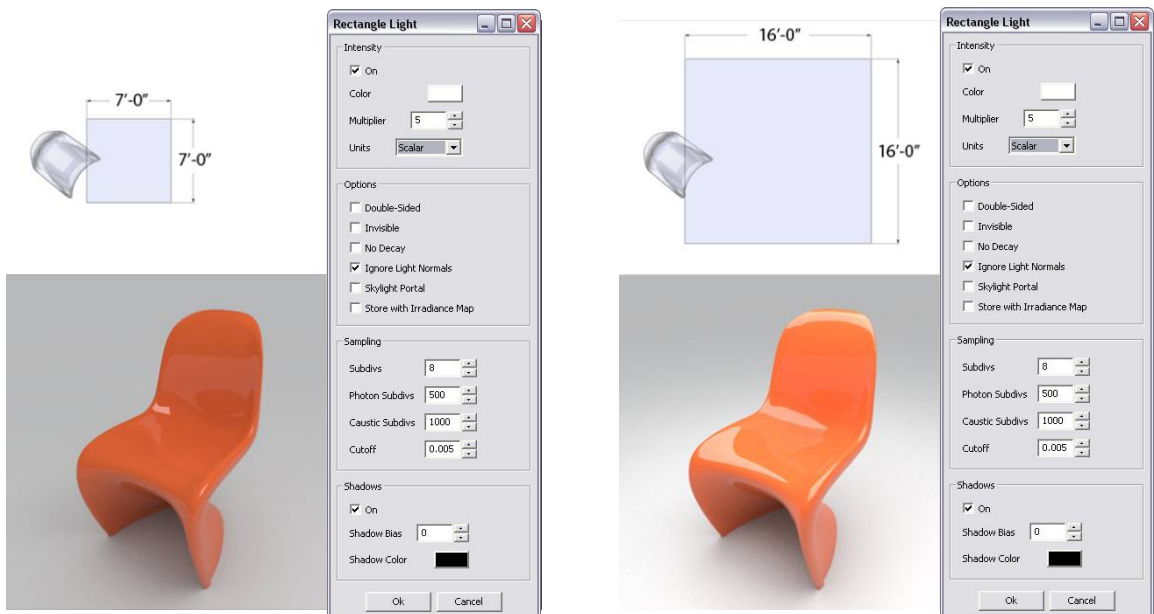 7'-0"
7'-0"
Rectangle Light
Intensity
On
Color
Multiplier 5
Units Scalar
Options
Double-Sided
Invisible
No Decay
Ignore Light Normals
Skylight Portal
Store with Irradiance Map
Sampling
Subdivs 8
Photon Subdivs 500
Caustic Subdivs 1000
Cutoff 0.005
Shadows
On
Shadow Bias 0
Shadow Color
Ok Cancel
16'-0"
16'-0"
Rectangle Light
Intensity
On
Color
Multiplier 5
Units Scalar
Options
Double-Sided
Invisible
No Decay
Ignore Light Normals
Skylight Portal
Store with Irradiance Map
Sampling
Subdivs 8
Photon Subdivs 500
Caustic Subdivs 1000
Cutoff 0.005
Shadows
On
Shadow Bias 0
Shadow Color
Ok Cancel